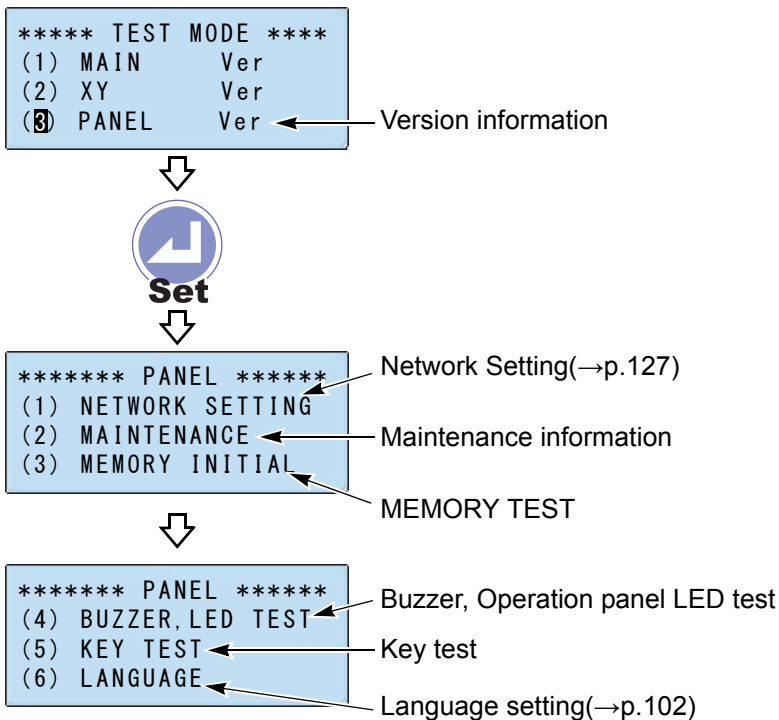 ***** TEST MODE ****
(1) MAIN Ver
(2) XY Ver
(3) PANEL Ver
Version information
Set
******* PANEL ******
(1) NETWORK SETTING
(2) MAINTENANCE
(3) MEMORY INITIAL
Network Setting(→p.127)
Maintenance information
MEMORY TEST
******* PANEL ******
(4) BUZZER,LED TEST
(5) KEY TEST
(6) LANGUAGE
Buzzer, Operation panel LED test
Key test
Language setting(→p.102)